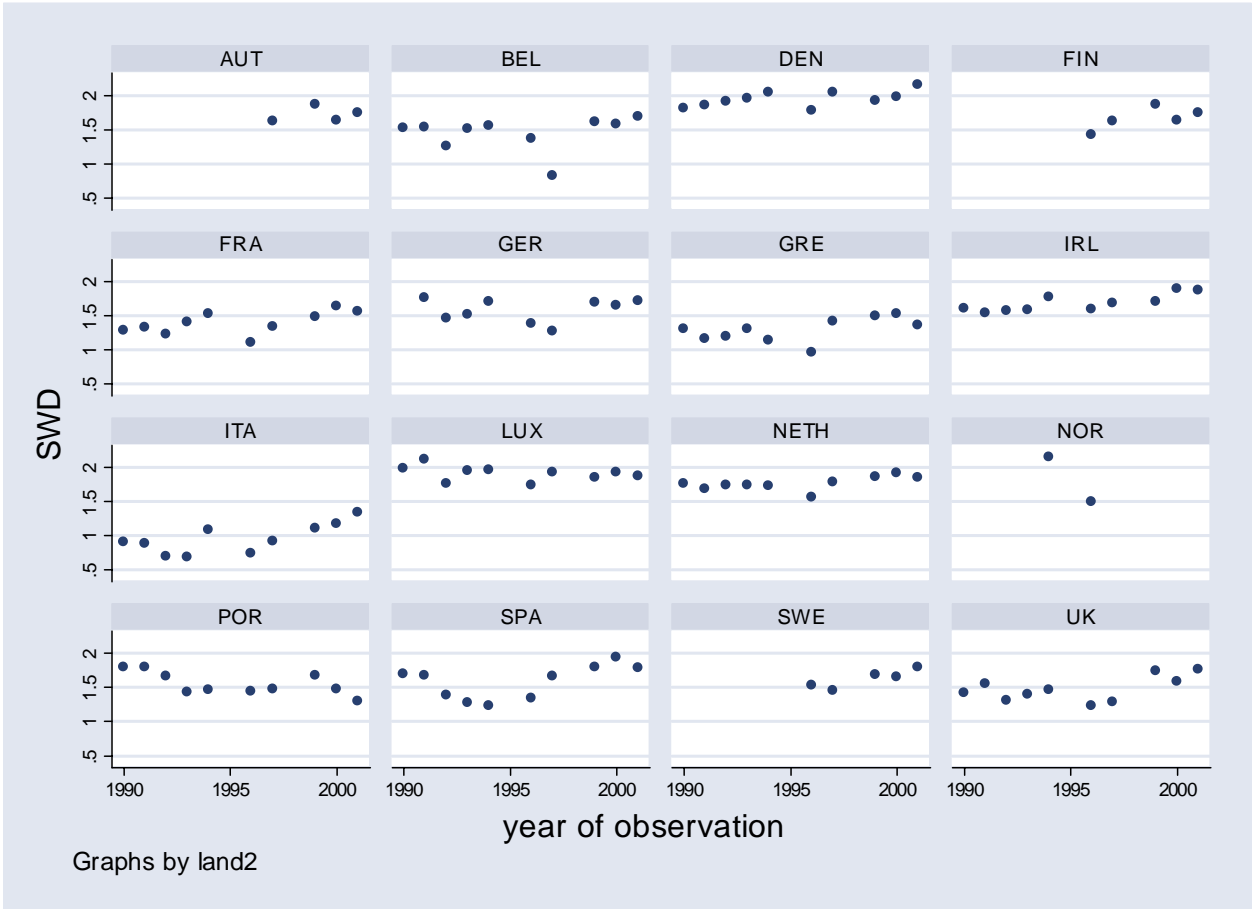 AUT BEL DEN FIN
.5 1 1.5 2
FRA GER GRE IRL
.5 1 1.5 2
ITA LUX NETH NOR
.5 1 1.5 2
POR SPA SWE UK
.5 1 1.5 2
1990 1995 2000 1990 1995 2000 1990 1995 2000 1990 1995 2000
SWD
year of observation
Graphs by land2